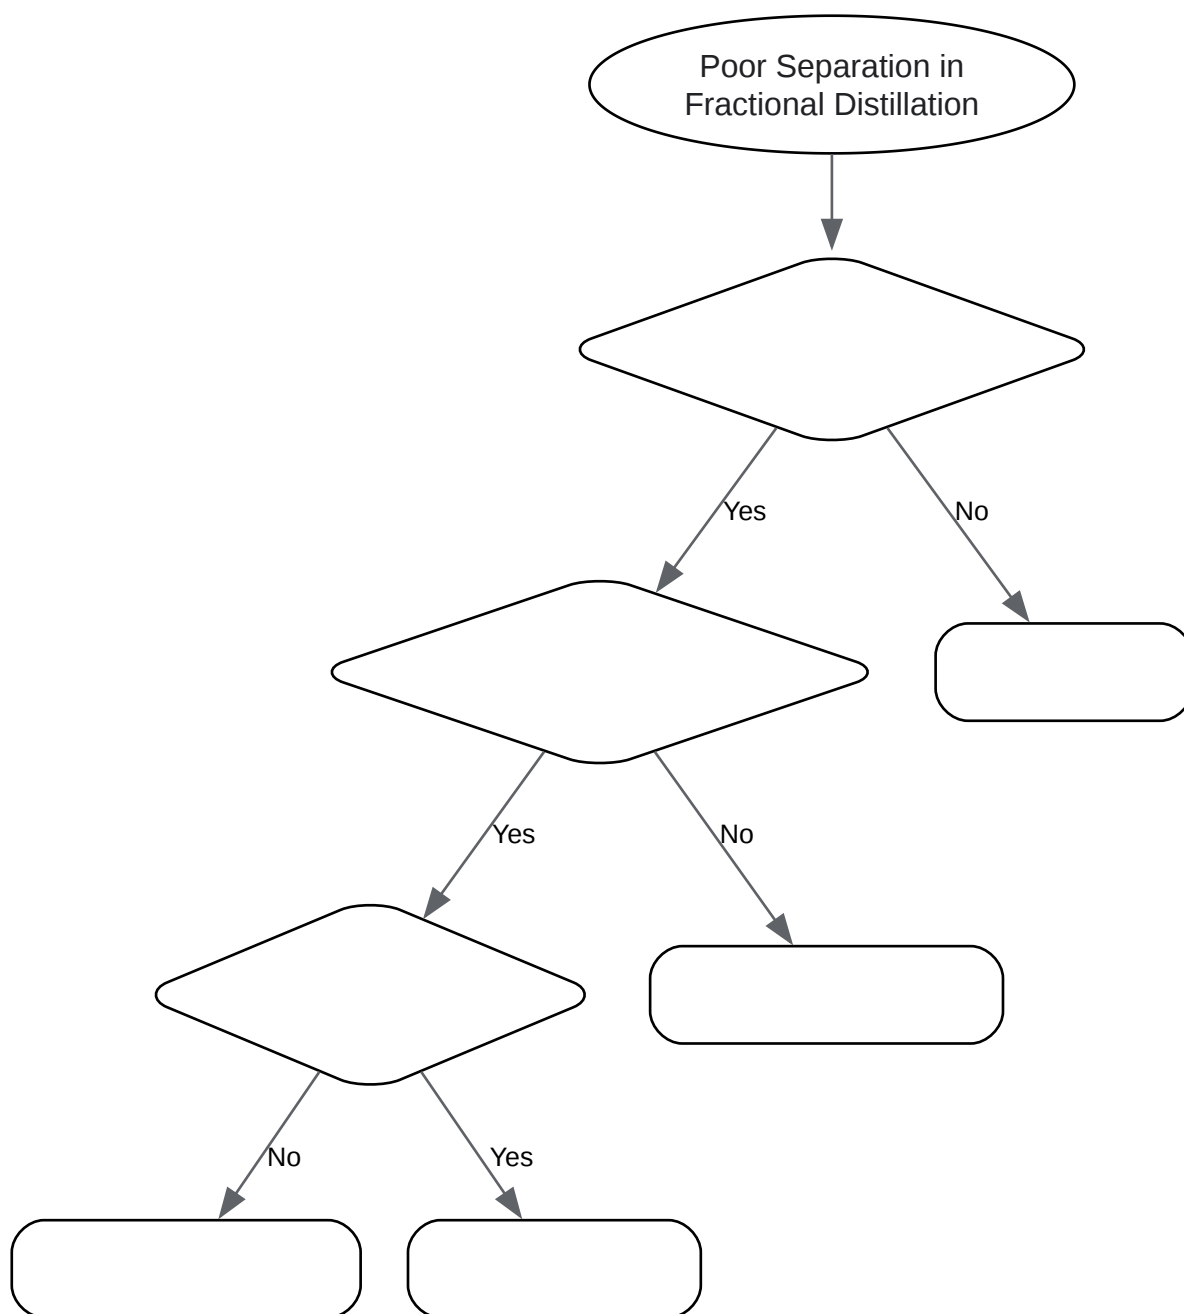 Poor Separation in
Fractional Distillation
Yes
No
Yes
No
No
Yes